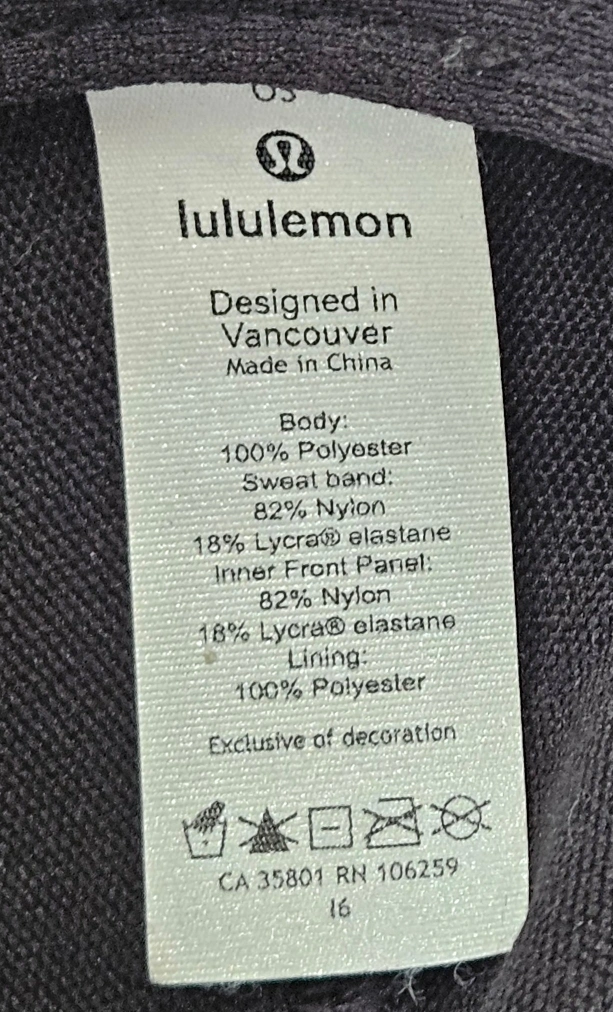 OS
lululemon
Designed in
Vancouver
Made in China
Body:
100% Polyester
Sweat band:
82% Nylon
18% Lycra® elastane
Inner Front Panel:
82% Nylon
18% Lycra® elastane
Lining:
100% Polyester
Exclusive of decoration
CA 35801 RN 106259
16